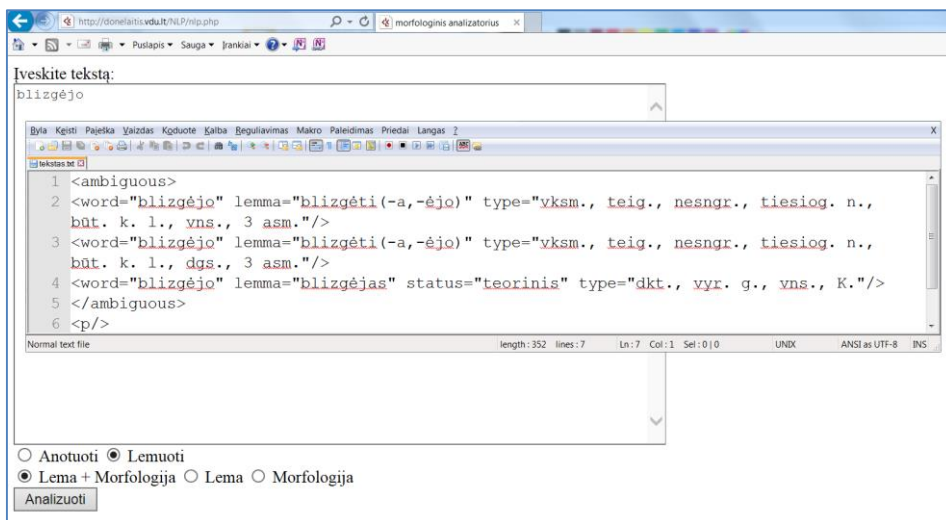 http://donelaitis.vdu.lt/NLP/nlp.php morfologinis analizatorius
Puslapis Sauga Įrankiai
Įveskite tekstą:
blizgėjo
Byla Keisti Paieška Vaizdas Koduotė Kalba Reguliavimas Makro Paleidimas Priedai Langas ? X
tekstas.txt
1 <ambiguous>
2 <word="blizgėjo" lemma="blizgėti(-a,-ėjo)" type="vksm., teig., nesngr., tiesiog. n.,
būt. k. l., vns., 3 asm."/>
3 <word="blizgėjo" lemma="blizgėti(-a,-ėjo)" type="vksm., teig., nesngr., tiesiog. n.,
būt. k. l., dgs., 3 asm."/>
4 <word="blizgėjo" lemma="blizgėjas" status="teorinis" type="dkt., vyr. g., vns., K."/>
5 </ambiguous>
6 <p/>
Normal text file length : 352 lines : 7 Ln : 7 Col : 1 Sel : 0 | 0 UNIX ANSI as UTF-8 INS
Anotuoti Lemuoti
Lema + Morfologija Lema Morfologija
Analizuoti